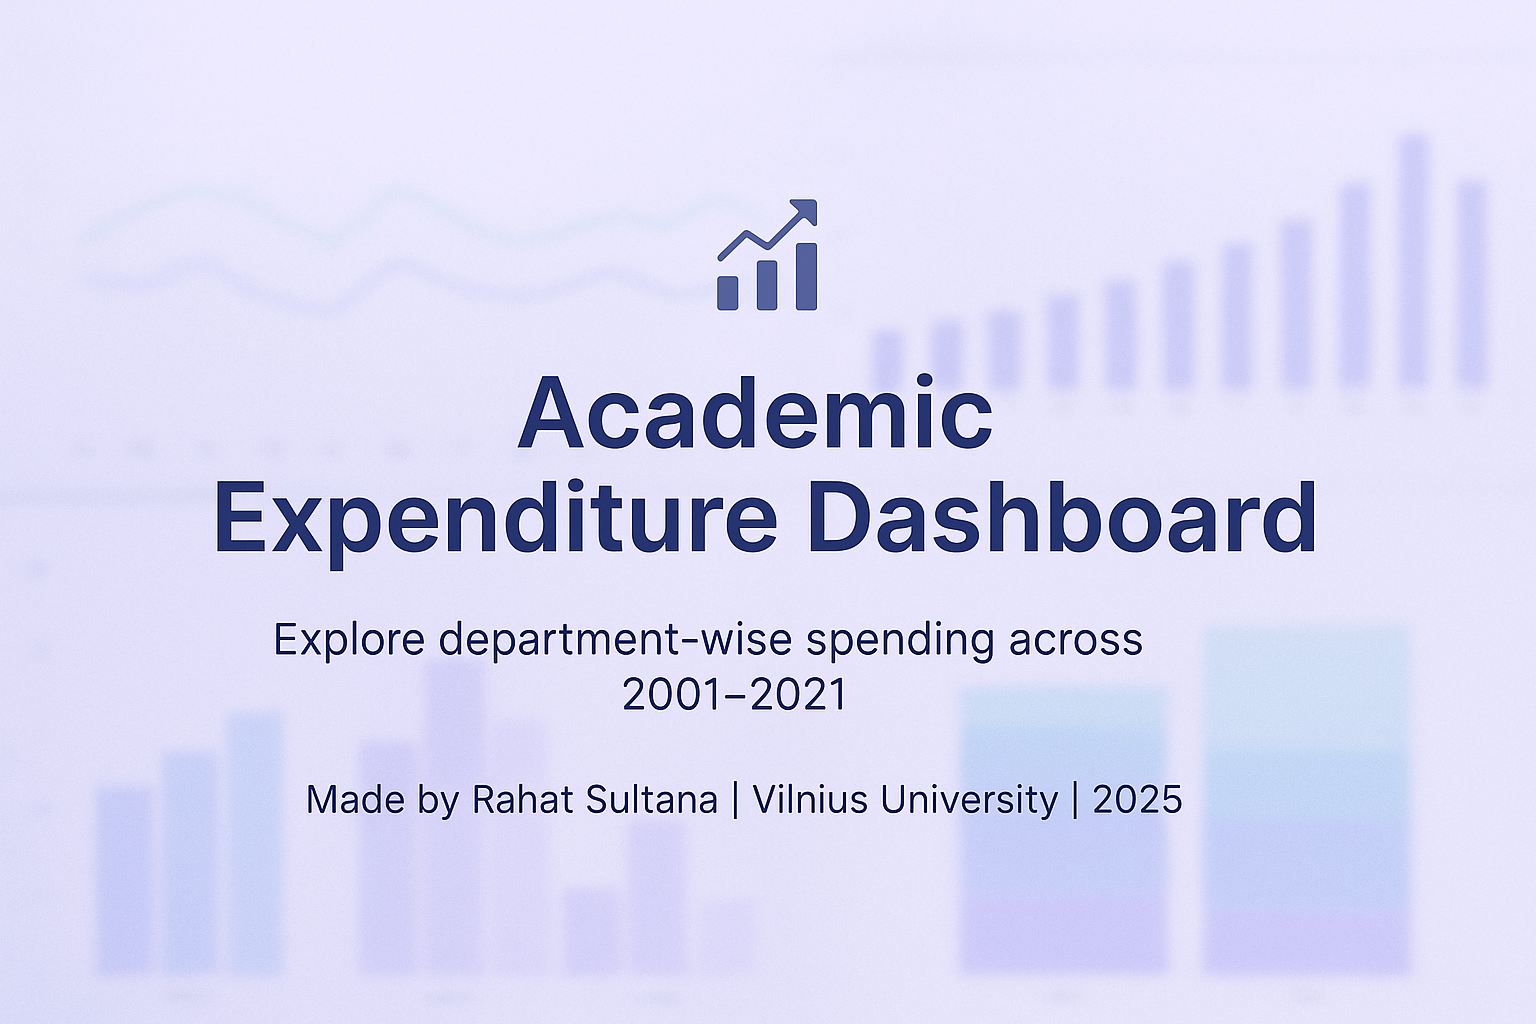 Academic
Expenditure Dashboard
Explore department-wise spending across
2001–2021
Made by Rahat Sultana | Vilnius University | 2025